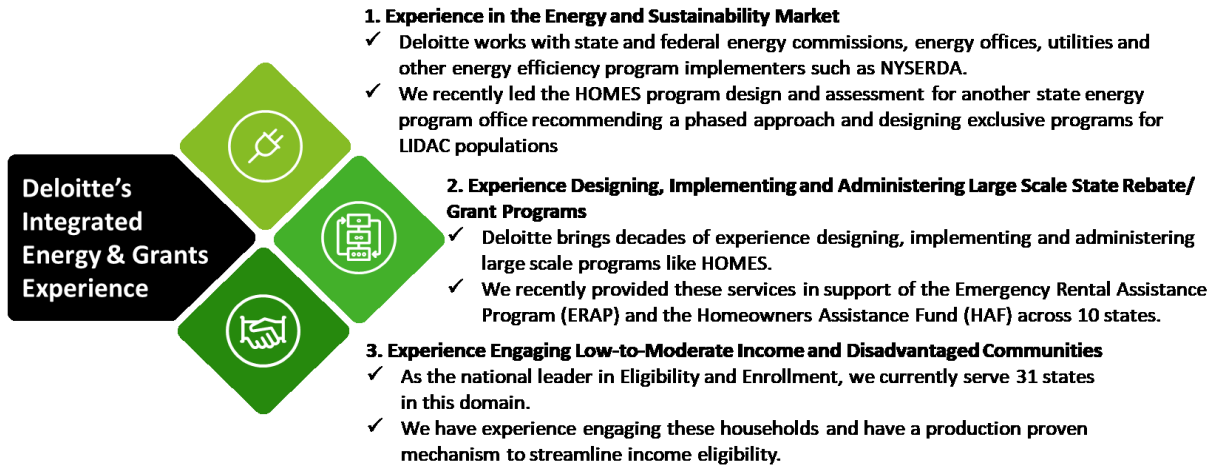 Deloitte's
Integrated
Energy & Grants
Experience
1. Experience in the Energy and Sustainability Market
✓ Deloitte works with state and federal energy commissions, energy offices, utilities and
other energy efficiency program implementers such as NYSERDA.
✓ We recently led the HOMES program design and assessment for another state energy
program office recommending a phased approach and designing exclusive programs for
LIDAC populations
2. Experience Designing, Implementing and Administering Large Scale State Rebate/
Grant Programs
✓ Deloitte brings decades of experience designing, implementing and administering
large scale programs like HOMES.
✓ We recently provided these services in support of the Emergency Rental Assistance
Program (ERAP) and the Homeowners Assistance Fund (HAF) across 10 states.
3. Experience Engaging Low-to-Moderate Income and Disadvantaged Communities
✓ As the national leader in Eligibility and Enrollment, we currently serve 31 states
in this domain.
✓ We have experience engaging these households and have a production proven
mechanism to streamline income eligibility.